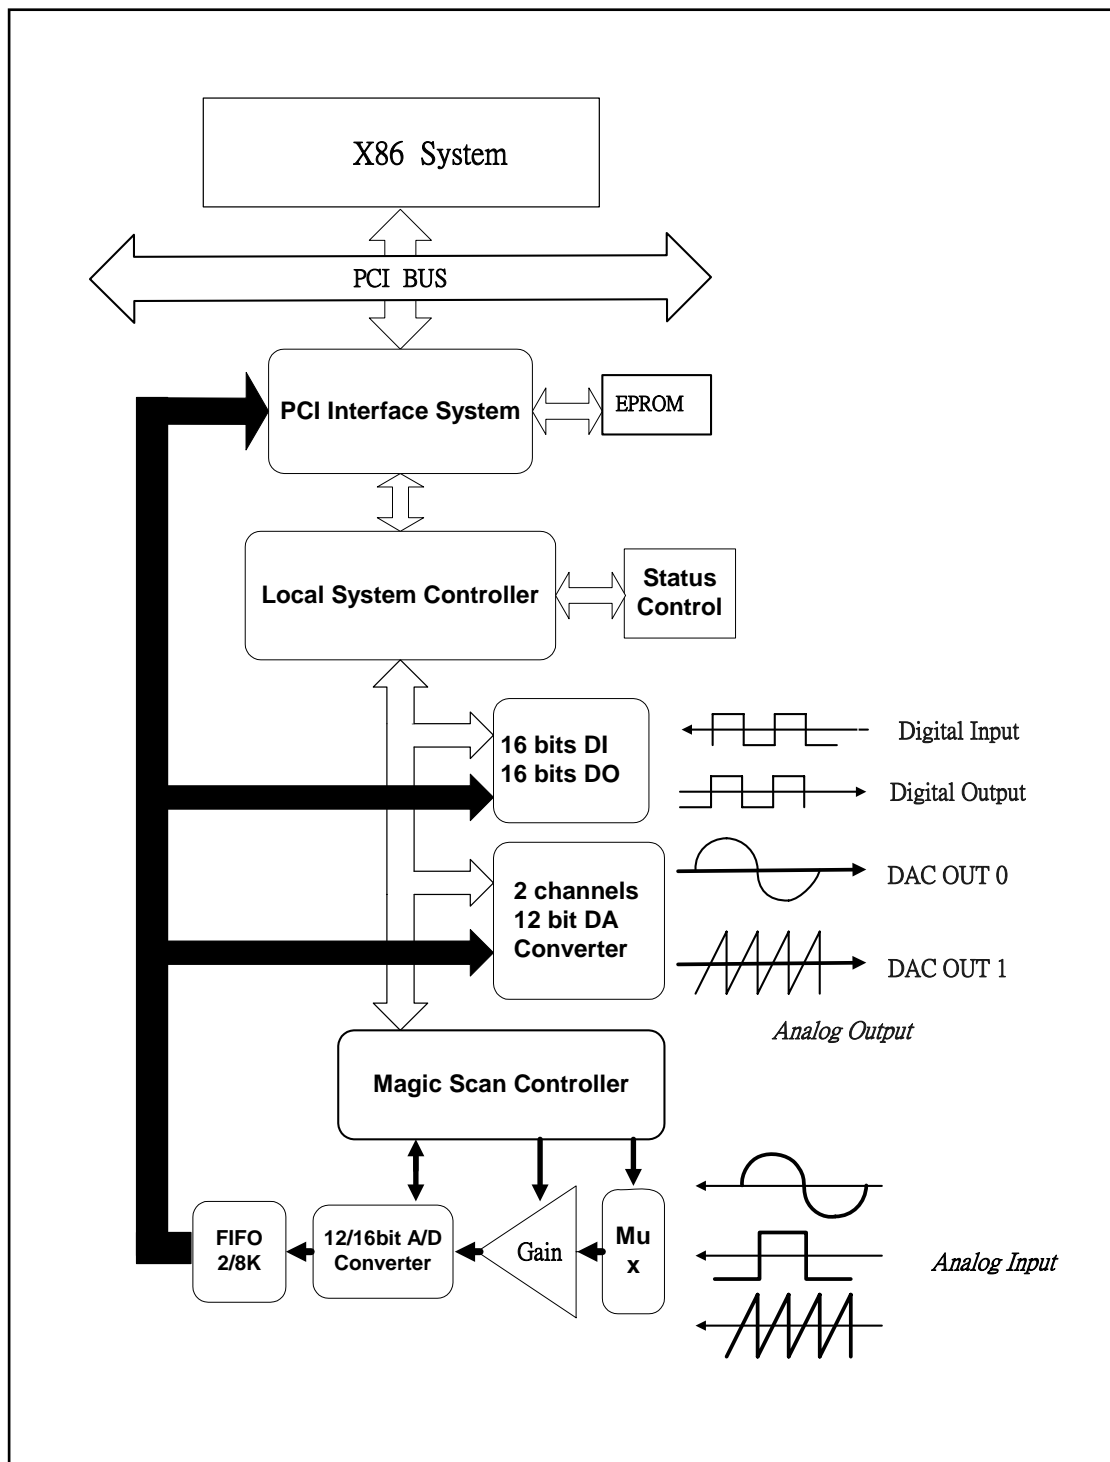 X86 System
PCI BUS
PCI Interface System
EPROM
Local System Controller
Status
Control
16 bits DI
16 bits DO
Digital Input
Digital Output
2 channels
12 bit DA
Converter
DAC OUT 0
DAC OUT 1
Analog Output
Magic Scan Controller
FIFO
2/8K
12/16bit A/D
Converter
Gain
Mu
x
Analog Input